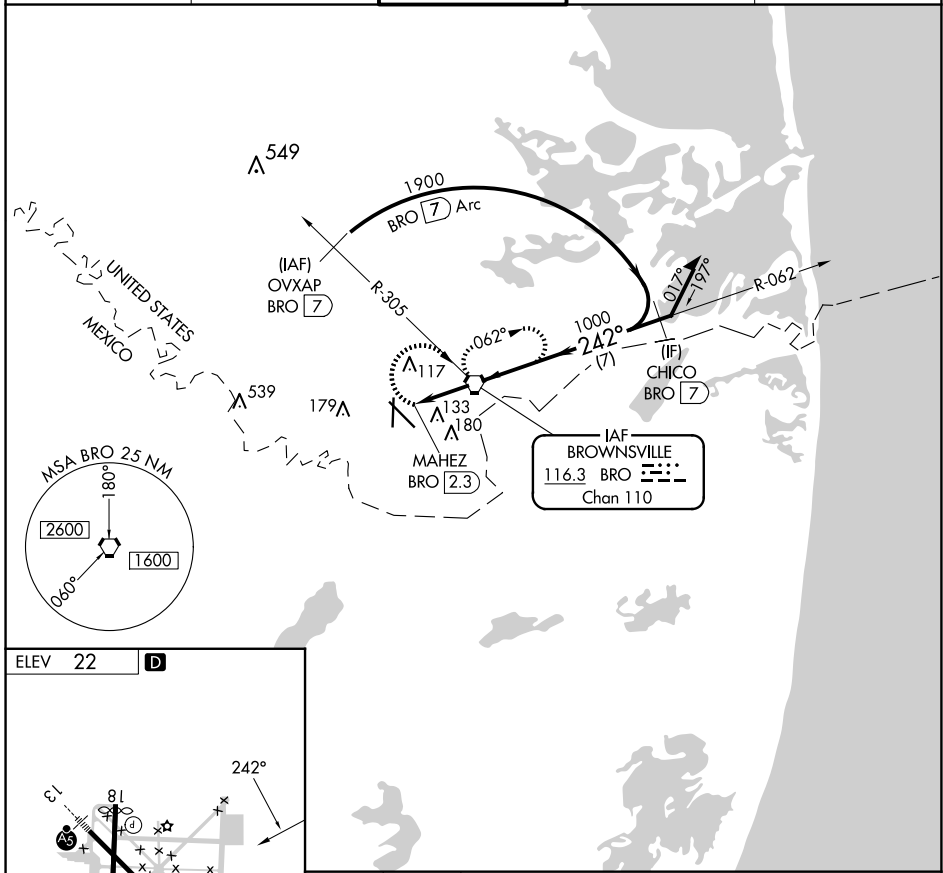 549
1900
BRO 7 Arc
(IAF)
OVXAP
BRO 7
R-305
UNITED STATES
MEXICO
017°
197°
R-062
062°
1000
242°
(7)
(IF)
CHICO
BRO 7
117
539
179
133
180
MAHEZ
BRO 2.3
IAF
BROWNSVILLE
116.3 BRO
Chan 110
MSA BRO 25 NM
180°
2600
1600
060°
ELEV 22 D
242°
13
18
P
A5